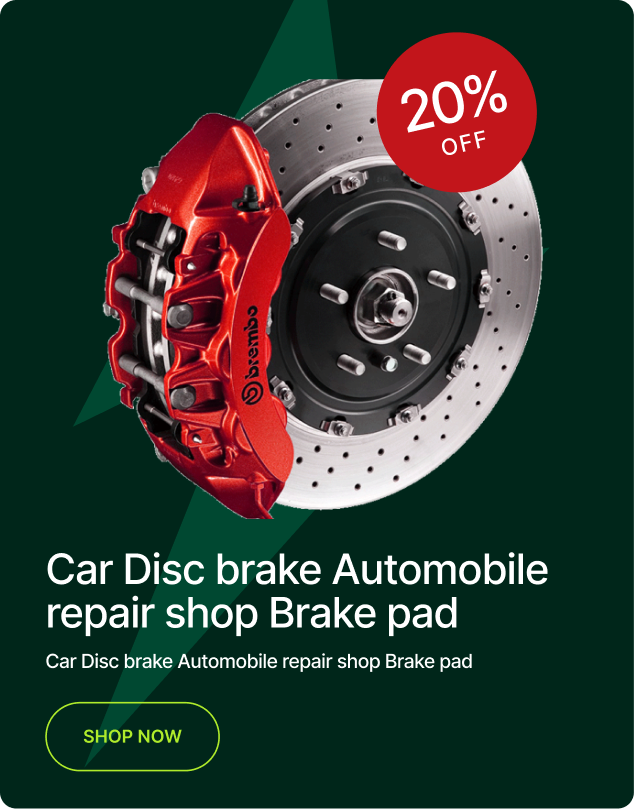 20%
OFF
brembo
Car Disc brake Automobile
repair shop Brake pad
Car Disc brake Automobile repair shop Brake pad
SHOP NOW